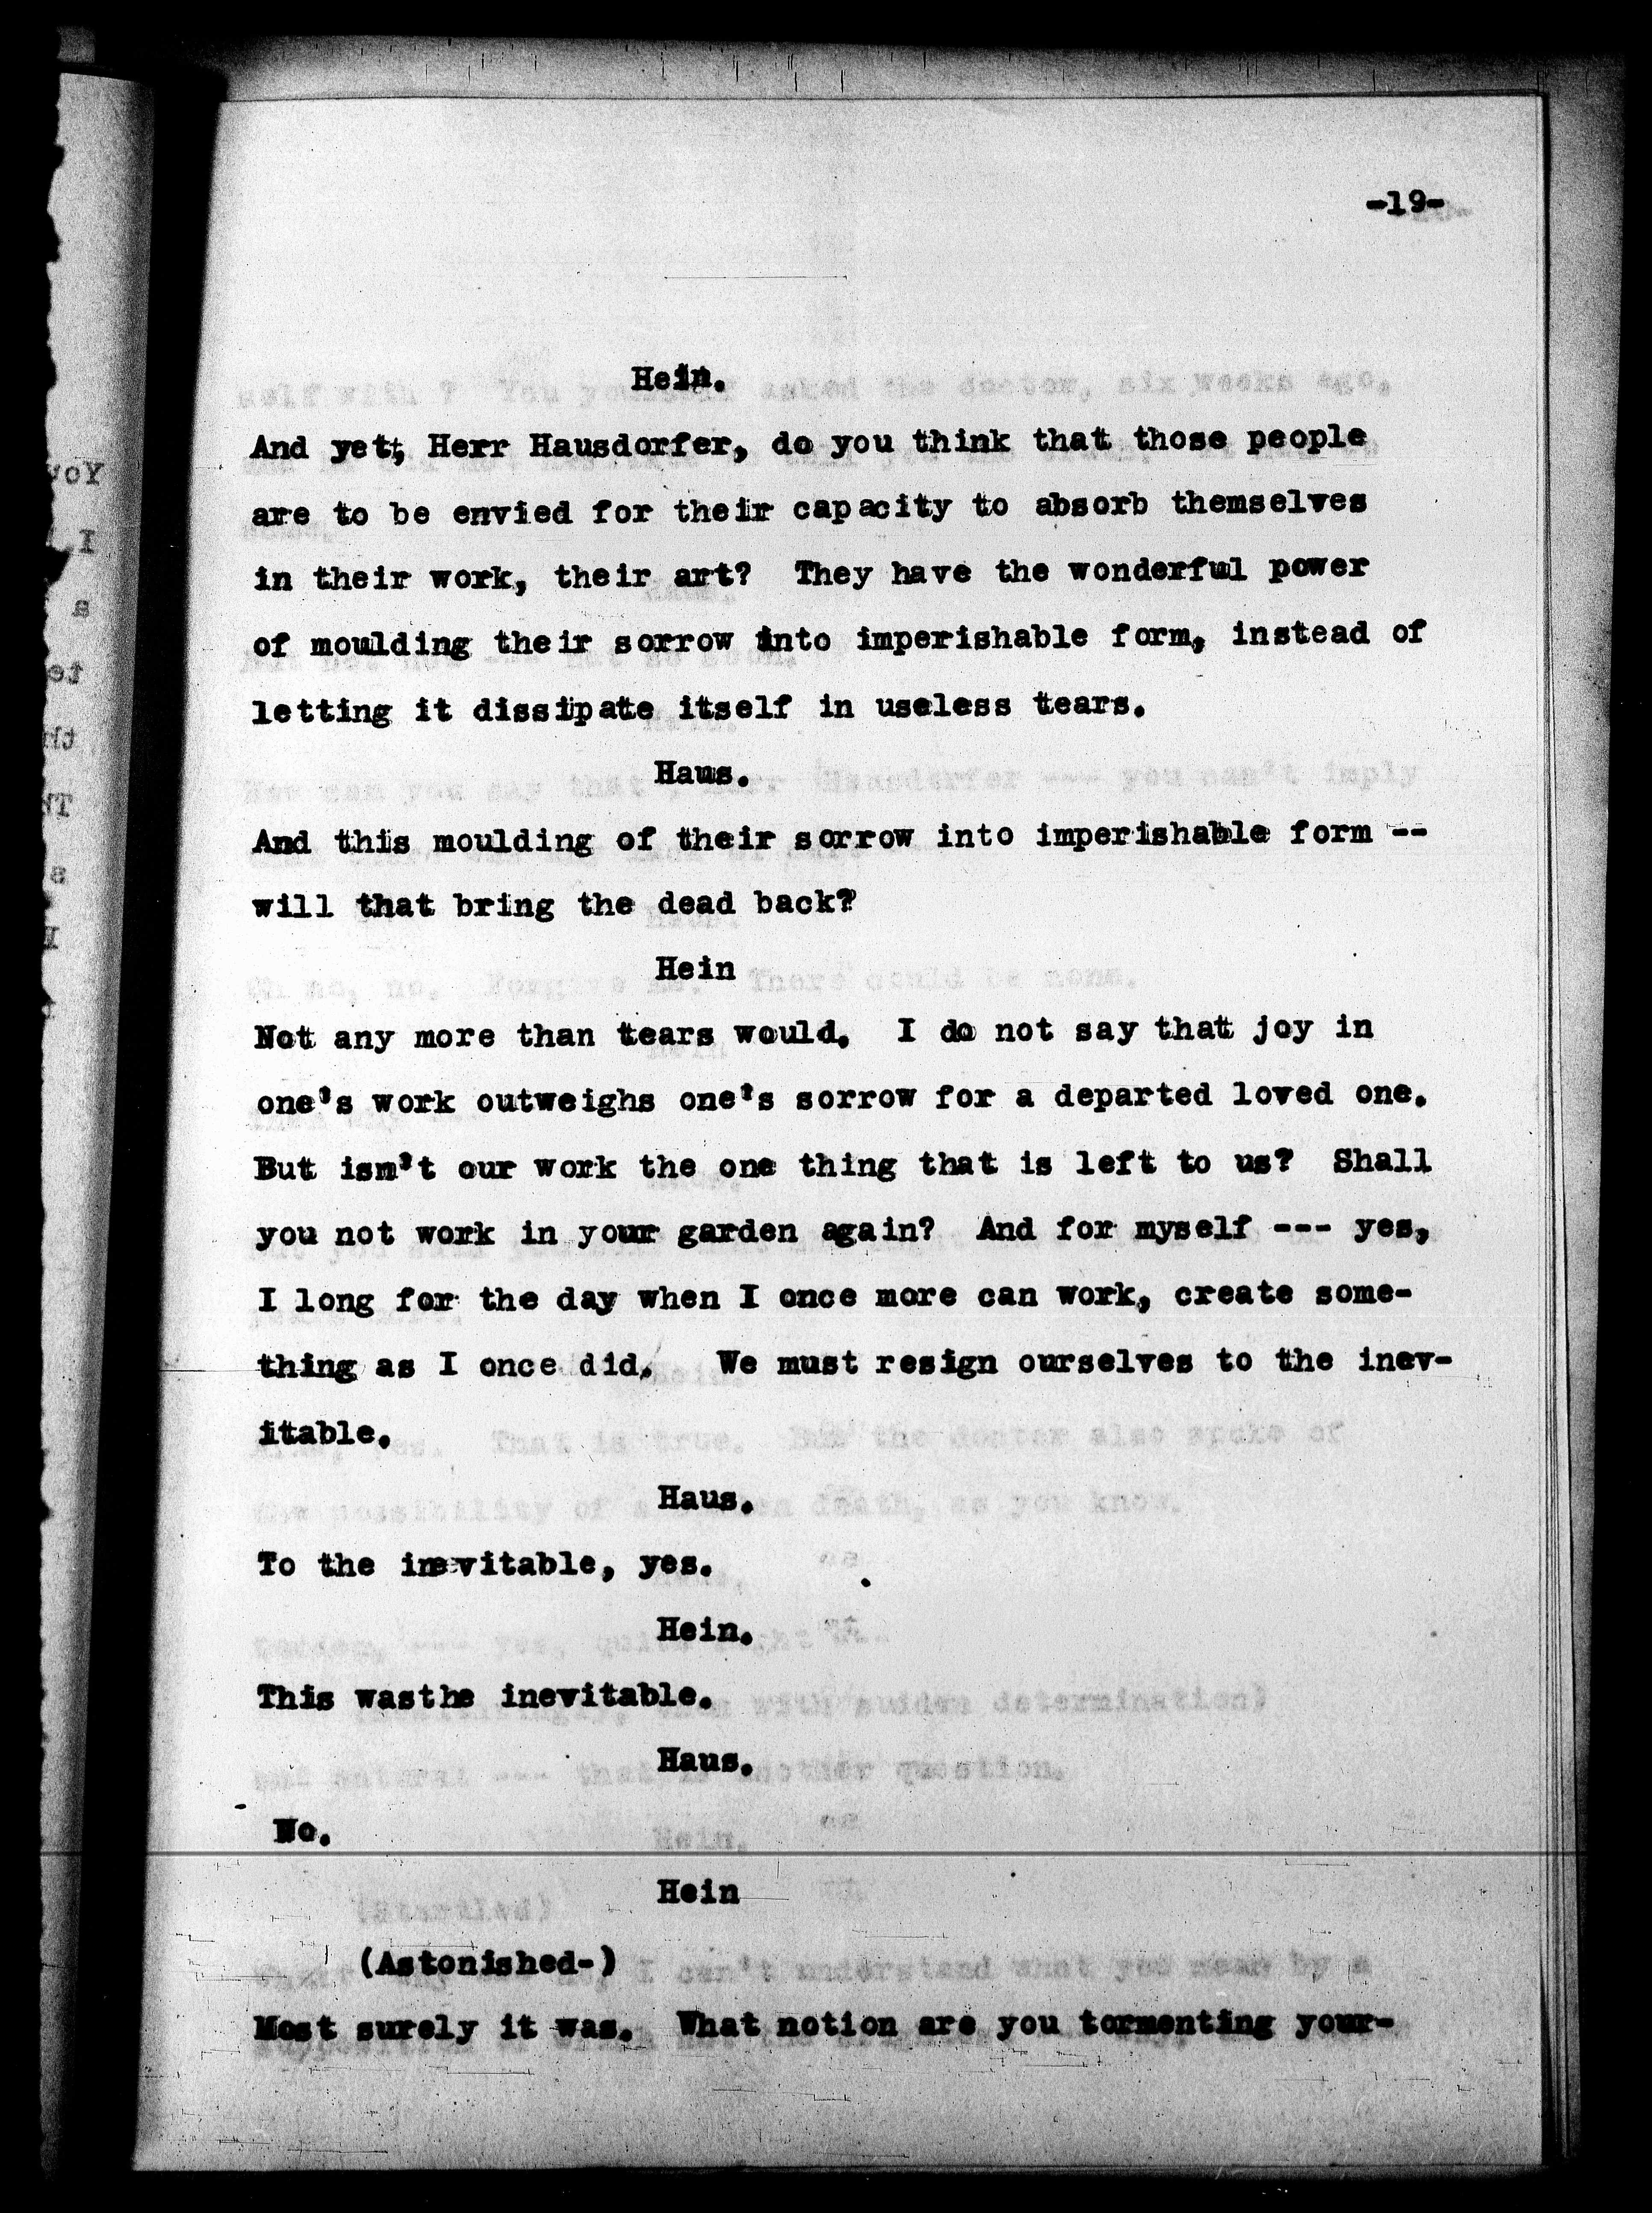 -19-
Hein.
And yet, Herr Hausdorfer, do you think that those people
are to be envied for their capacity to absorb themselves
in their work, their art? They have the wonderful power
of moulding their sorrow into imperishable form, instead of
letting it dissipate itself in useless tears.
Haus.
And this moulding of their sorrow into imperishable form --
will that bring the dead back?
Hein
Not any more than tears would. I do not say that joy in
one's work outweighs one's sorrow for a departed loved one.
But isn't our work the one thing that is left to us? Shall
you not work in your garden again? And for myself --- yes,
I long for the day when I once more can work, create some-
thing as I once did. We must resign ourselves to the inev-
itable.
Haus.
To the inevitable, yes.
Hein.
This wasthe inevitable.
Haus.
No.
Hein
(Astonished-)
Most surely it was. What notion are you tormenting your-